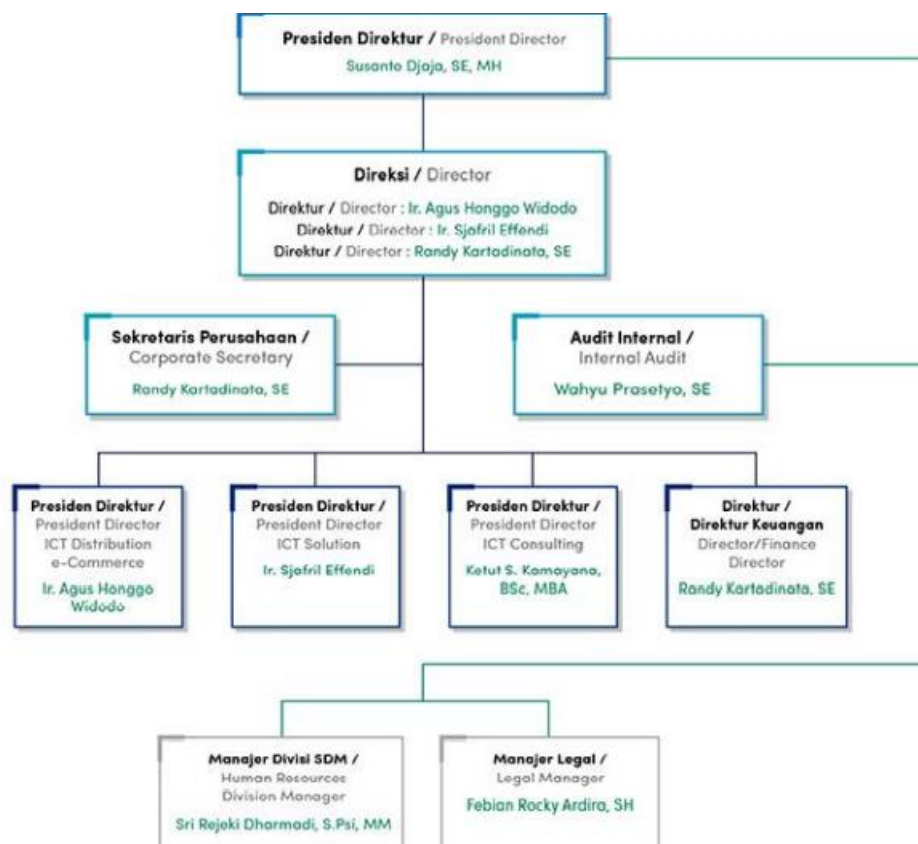 Presiden Direktur / President Director
Susanto Djaja, SE, MH
Direksi / Director
Direktur / Director : Ir. Agus Honggo Widodo
Direktur / Director : Ir. Sjafril Effendi
Direktur / Director : Randy Kartadinata, SE
Sekretaris Perusahaan /
Corporate Secretary
Randy Kartadinata, SE
Audit Internal /
Internal Audit
Wahyu Prasetyo, SE
Presiden Direktur /
President Director
ICT Distribution
e-Commerce
Ir. Agus Honggo
Widodo
Presiden Direktur /
President Director
ICT Solution
Ir. Sjafril Effendi
Presiden Direktur /
President Director
ICT Consulting
Ketut S. Kamayana,
BSc, MBA
Direktur /
Direktur Keuangan
Director/Finance
Director
Randy Kartadinata, SE
Manajer Divisi SDM /
Human Resources
Division Manager
Sri Rejeki Dharmadi, S.Psi, MM
Manajer Legal /
Legal Manager
Febian Rocky Ardira, SH